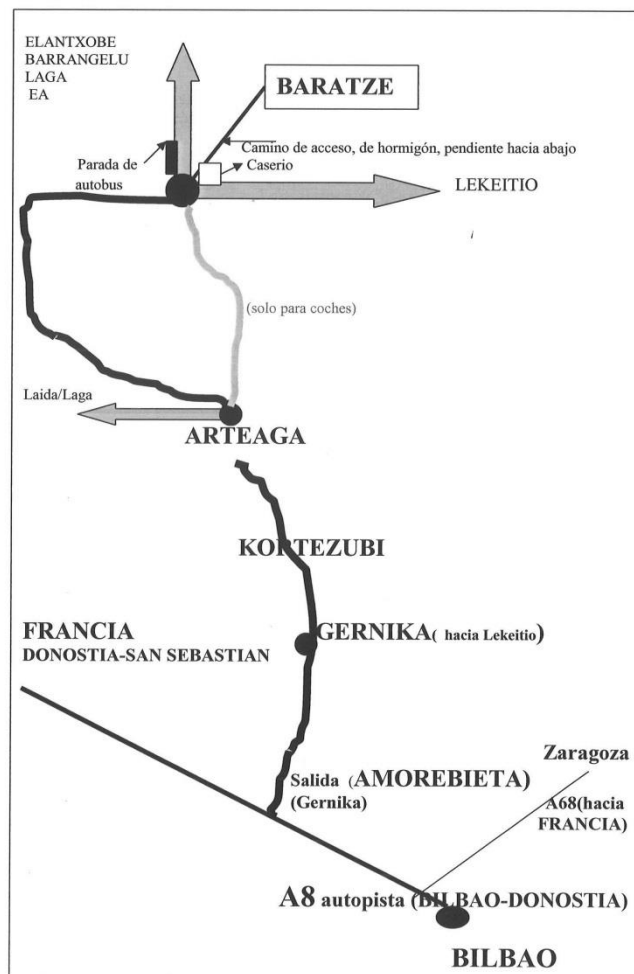 ELANTXOBE
BARRANGELU
LAGA
EA
BARATZE
Camino de acceso, de hormigón, pendiente hacia abajo
Parada de
autobus
Caserio
LEKEITIO
(solo para coches)
Laida/Laga
ARTEAGA
KORTEZUBI
FRANCIA
DONOSTIA-SAN SEBASTIAN
GERNIKA( hacia Lekeitio)
Zaragoza
Salida (AMOREBIETA)
(Gernika)
A68(hacia
FRANCIA)
A8 autopista (BILBAO-DONOSTIA)
BILBAO